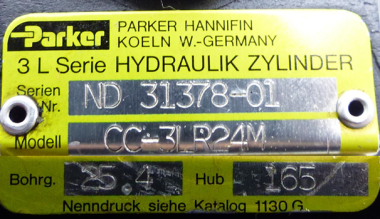 Parker PARKER HANNIFIN
KOELN W.-GERMANY
3 L Serie HYDRAULIK ZYLINDER
Serien Nr. ND 31378-01
Modell CC-3LR24M
Bohrg. 25.4 Hub 165
Nenndruck siehe Katalog 1130 G.